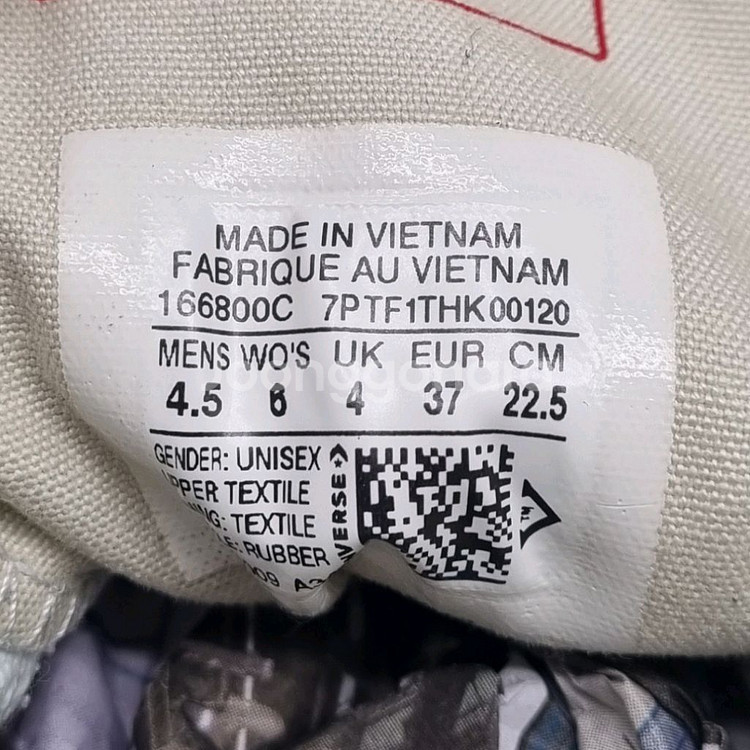 MADE IN VIETNAM
FABRIQUE AU VIETNAM
166800C 7PTF1THK00120
MENS WO'S UK EUR CM
4.5 6 4 37 22.5
GENDER: UNISEX
UPPER TEXTILE
TEXTILE
RUBBER